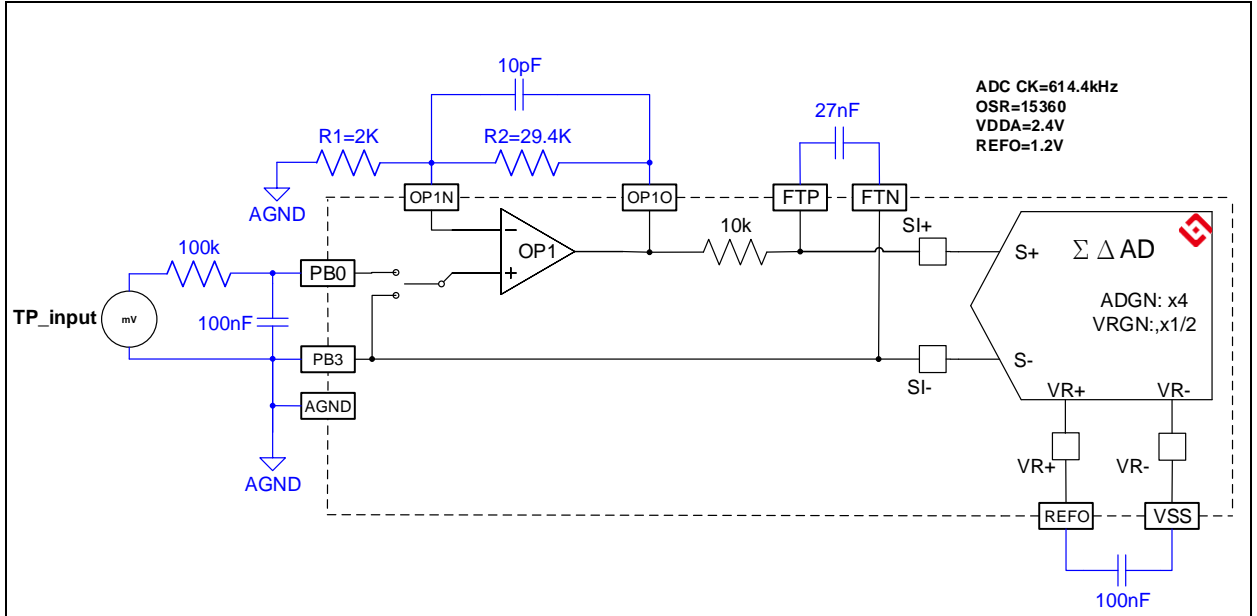 10pF
ADC CK=614.4kHz
OSR=15360
VDDA=2.4V
REFO=1.2V
27nF
R1=2K
R2=29.4K
AGND
OP1N
OP1O
FTP
FTN
10k
SI+
100k
PB0
OP1
S+
Σ Δ AD
ADGN: x4
VRGN:,x1/2
TP_input
mV
100nF
PB3
S-
SI-
AGND
VR+
VR-
AGND
VR+
VR-
REFO
VSS
100nF